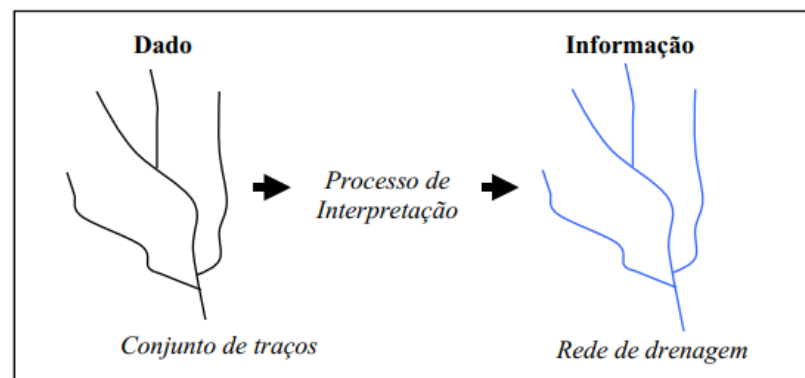 Dado
Informação
Processo de
Interpretação
Conjunto de traços
Rede de drenagem